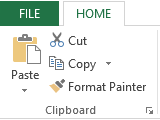 FILE HOME
Cut
Copy
Paste
Format Painter
Clipboard